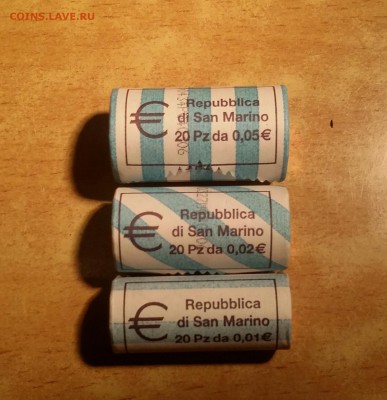 COINS.LAVE.RU
€
Repubblica
di San Marino
20 Pz da 0,05€
€
Repubblica
di San Marino
20 Pz da 0,02€
€
Repubblica
di San Marino
20 Pz da 0,01€